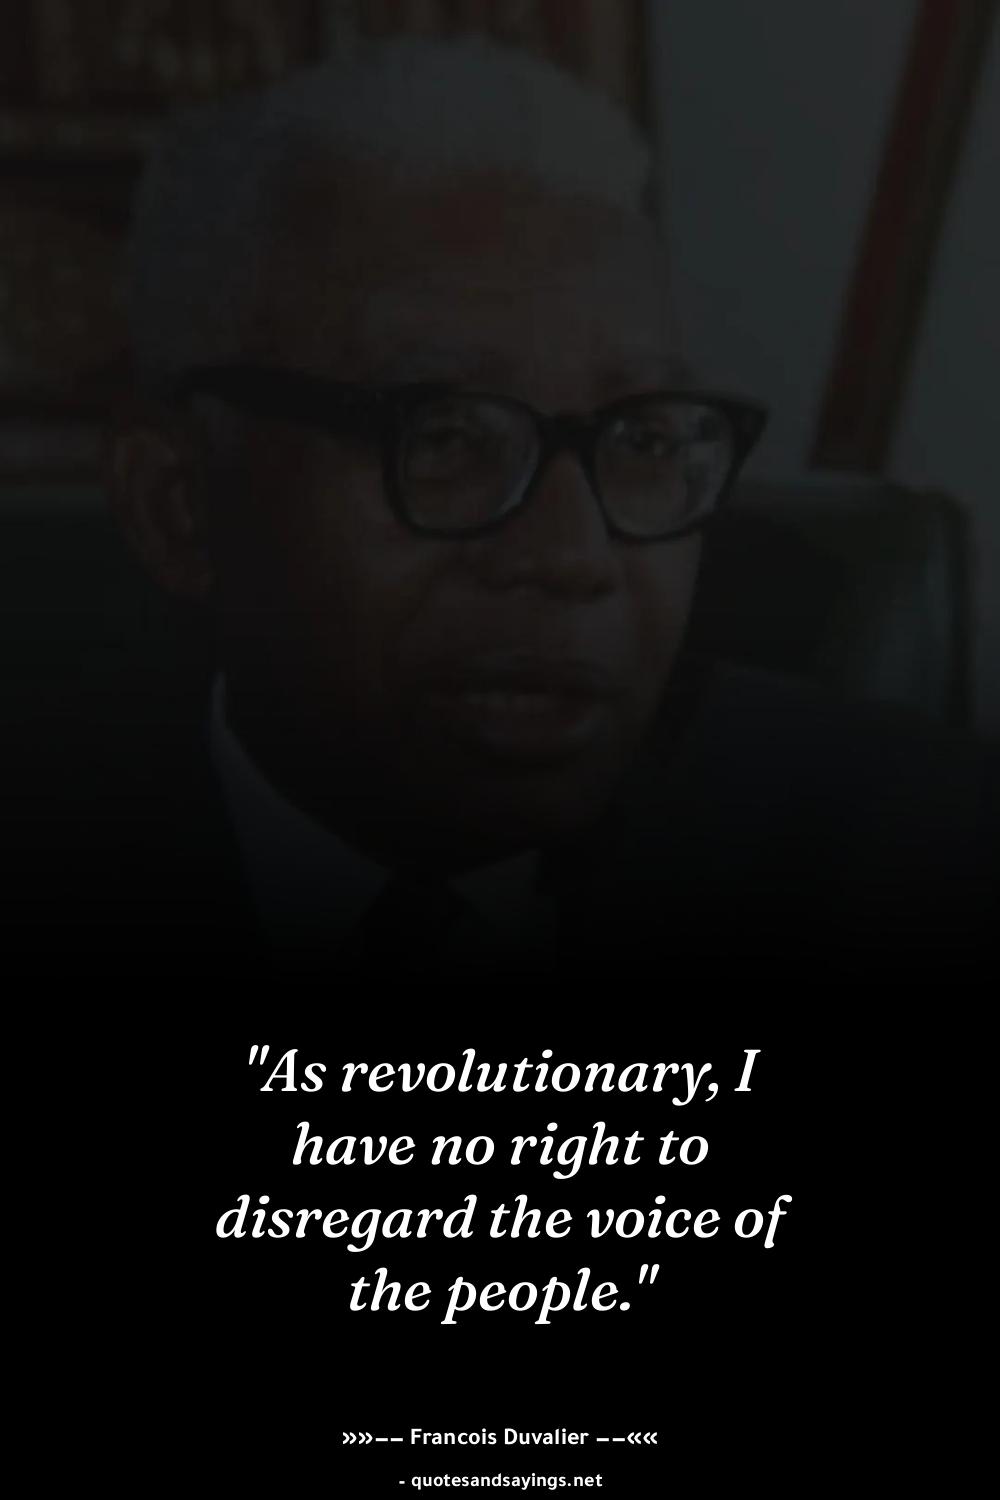 "As revolutionary, I
have no right to
disregard the voice of
the people."
»»−− Francois Duvalier −−««
- quotesandsayings.net